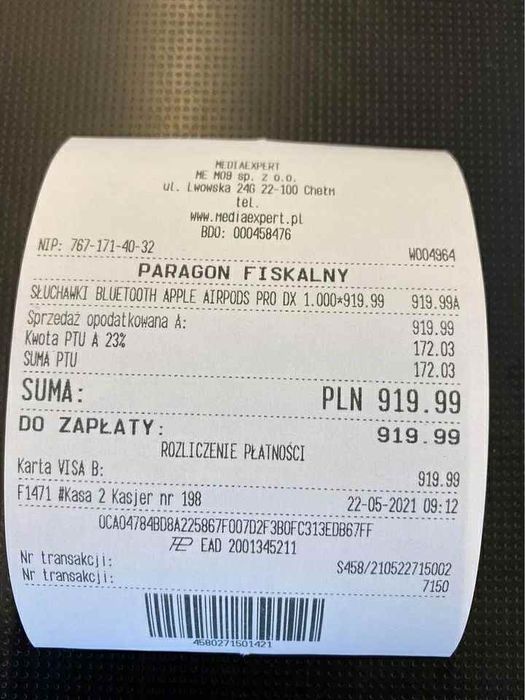 MEDIAEXPERT
ME M09 sp. z o.o.
ul. Lwowska 24G 22-100 Chełm
tel.
www.mediaexpert.pl
BDO: 000458476
NIP: 767-171-40-32 W004964
PARAGON FISKALNY
SŁUCHAWKI BLUETOOTH APPLE AIRPODS PRO DX 1.000*919.99 919.99A
Sprzedaż opodatkowana A: 919.99
Kwota PTU A 23% 172.03
SUMA PTU 172.03
SUMA: PLN 919.99
DO ZAPŁATY: 919.99
ROZLICZENIE PŁATNOŚCI
Karta VISA B: 919.99
F1471 #Kasa 2 Kasjer nr 198 22-05-2021 09:12
0CA04784BD8A225867F007D2F3B0FC313EDB67FF
EAD 2001345211
Nr transakcji: S458/210522715002
Nr transakcji: 7150
4580271501421